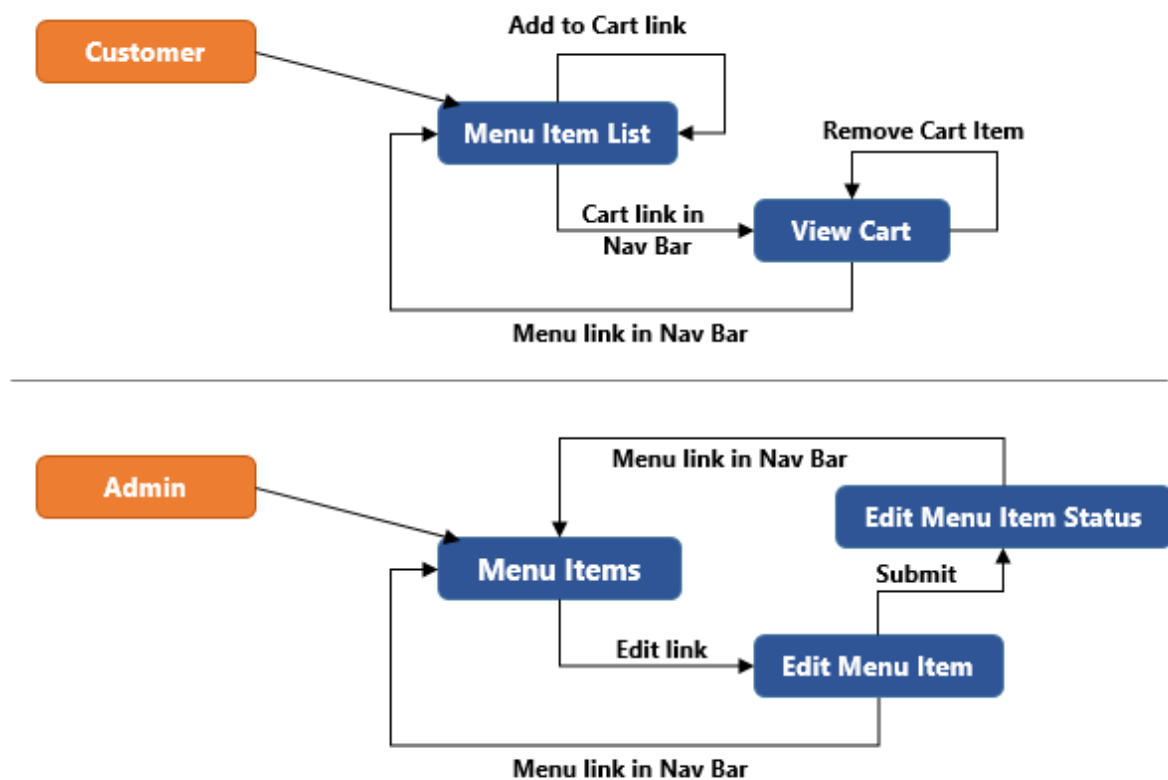 Add to Cart link
Customer
Menu Item List
Remove Cart Item
Cart link in
Nav Bar
View Cart
Menu link in Nav Bar
Menu link in Nav Bar
Admin
Edit Menu Item Status
Menu Items
Submit
Edit link
Edit Menu Item
Menu link in Nav Bar